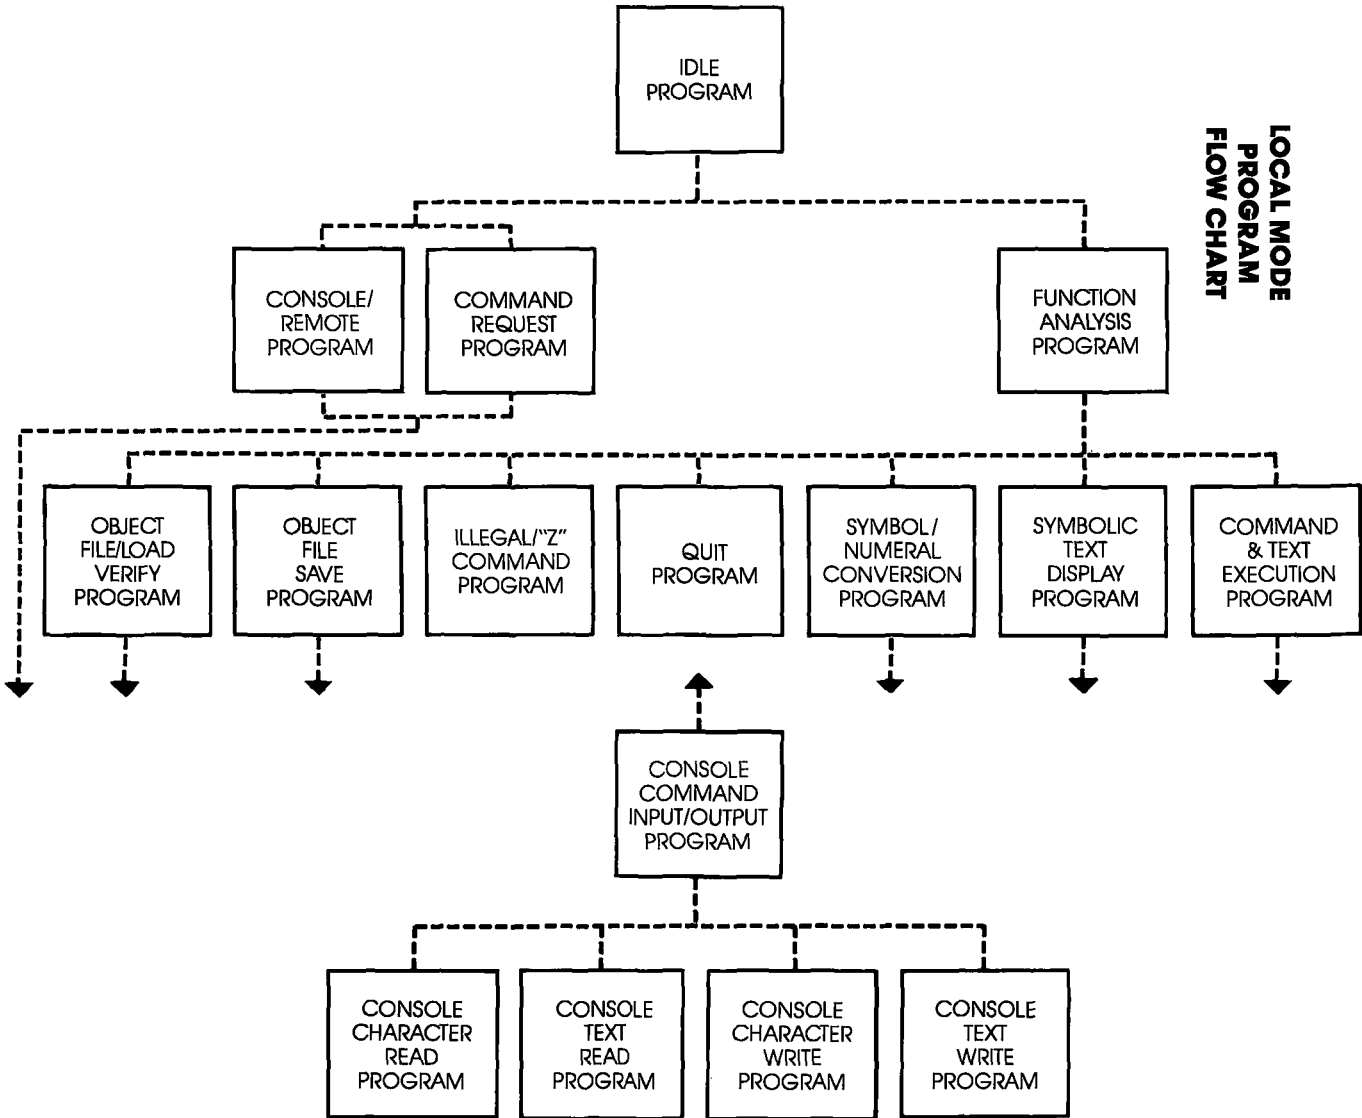 IDLE
PROGRAM
LOCAL MODE
PROGRAM
FLOW CHART
CONSOLE/
REMOTE
PROGRAM
COMMAND
REQUEST
PROGRAM
FUNCTION
ANALYSIS
PROGRAM
OBJECT
FILE/LOAD
VERIFY
PROGRAM
OBJECT
FILE
SAVE
PROGRAM
ILLEGAL/"Z"
COMMAND
PROGRAM
QUIT
PROGRAM
SYMBOL/
NUMERAL
CONVERSION
PROGRAM
SYMBOLIC
TEXT
DISPLAY
PROGRAM
COMMAND
& TEXT
EXECUTION
PROGRAM
CONSOLE
COMMAND
INPUT/OUTPUT
PROGRAM
CONSOLE
CHARACTER
READ
PROGRAM
CONSOLE
TEXT
READ
PROGRAM
CONSOLE
CHARACTER
WRITE
PROGRAM
CONSOLE
TEXT
WRITE
PROGRAM